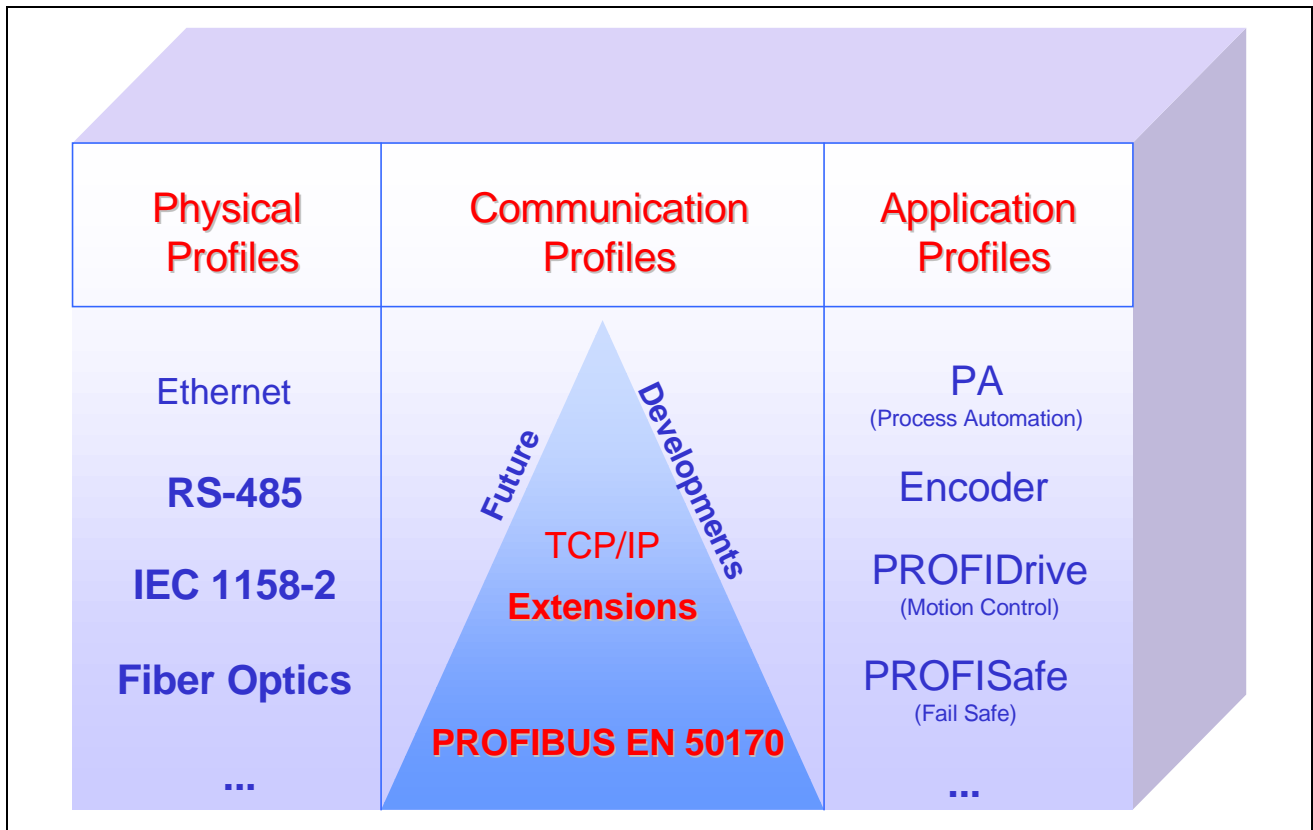 Physical
Profiles
Communication
Profiles
Application
Profiles
Ethernet
RS-485
IEC 1158-2
Fiber Optics
...
Future
Developments
TCP/IP
Extensions
PROFIBUS EN 50170
PA
(Process Automation)
Encoder
PROFIDrive
(Motion Control)
PROFISafe
(Fail Safe)
...